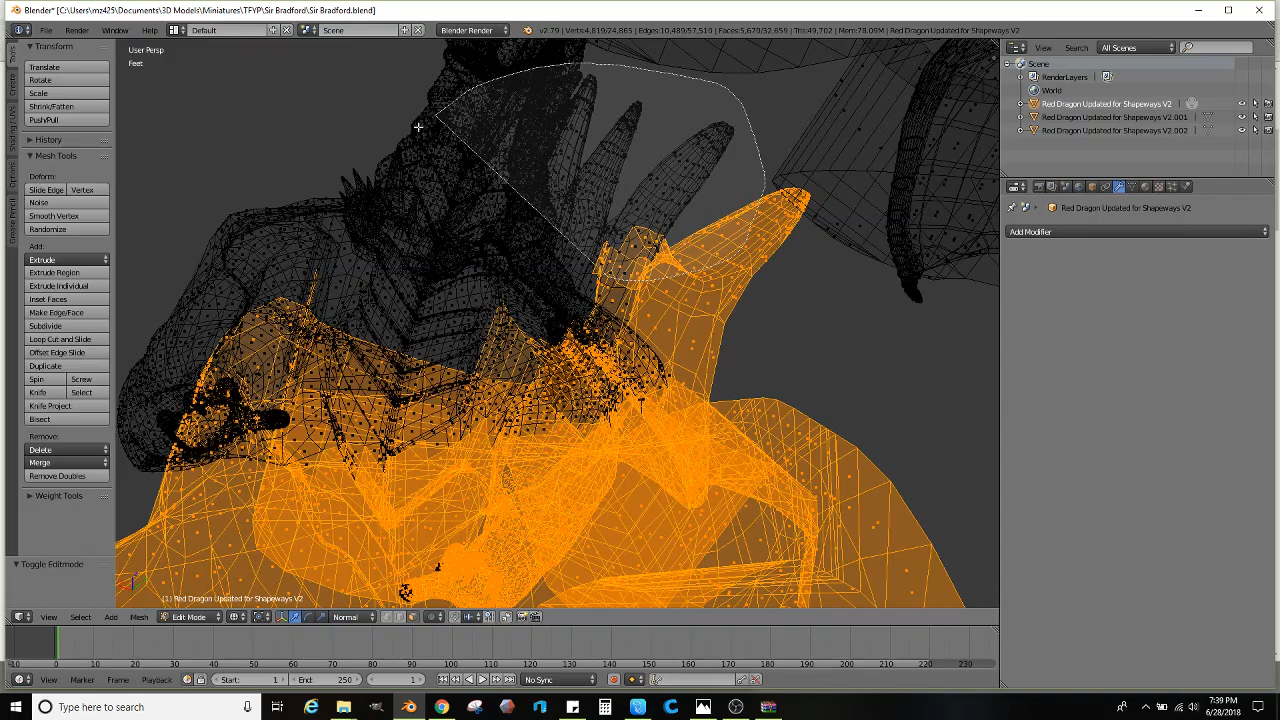 Blender* [C:\Users\mz425\Documents\3D Models\Miniatures\TFYP\Sir Bradford\Sir Bradford.blend]
File Render Window Help Default Scene Blender Render v2.79 | Verts:4,819/24,865 | Edges:10,489/57,510 | Faces:5,670/32,659 | Tris:49,702 | Mem:78.09M | Red Dragon Updated for Shapeways V2
Transform
Translate
Rotate
Scale
Shrink/Fatten
Push/Pull
History
Mesh Tools
Deform:
Slide Edge Vertex
Noise
Smooth Vertex
Randomize
Add:
Extrude
Extrude Region
Extrude Individual
Inset Faces
Make Edge/Face
Subdivide
Loop Cut and Slide
Offset Edge Slide
Duplicate
Spin Screw
Knife Select
Knife Project
Bisect
Remove:
Delete
Merge
Remove Doubles
Weight Tools
Toggle Editmode
Tools
Create
Shading / UVs
Options
Grease Pencil
User Persp
Feet
(1) Red Dragon Updated for Shapeways V2
View Select Add Mesh Edit Mode Normal
View Search All Scenes
Scene
RenderLayers
World
Red Dragon Updated for Shapeways V2
Red Dragon Updated for Shapeways V2.001
Red Dragon Updated for Shapeways V2.002
Red Dragon Updated for Shapeways V2
Add Modifier
-10 0 10 20 30 40 50 60 70 80 90 100 110 120 130 140 150 160 170 180 190 200 210 220 230
View Marker Frame Playback Start: 1 End: 250 1 No Sync
Type here to search
7:39 PM
6/28/2018